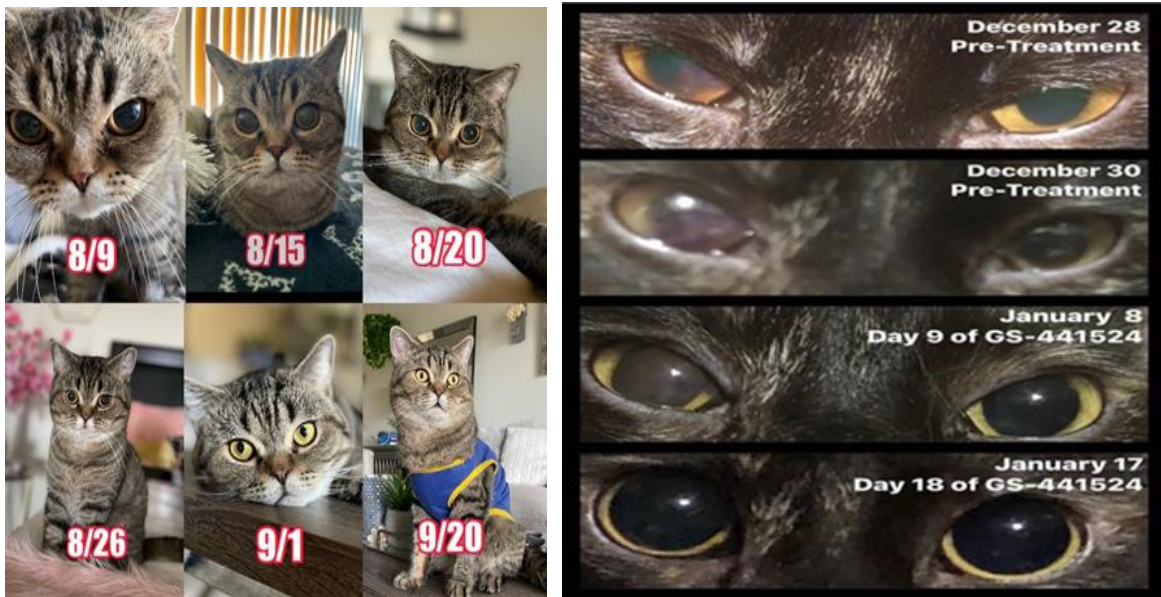 8/9
8/15
8/20
8/26
9/1
9/20
December 28
Pre-Treatment
December 30
Pre-Treatment
January 8
Day 9 of GS-441524
January 17
Day 18 of GS-441524